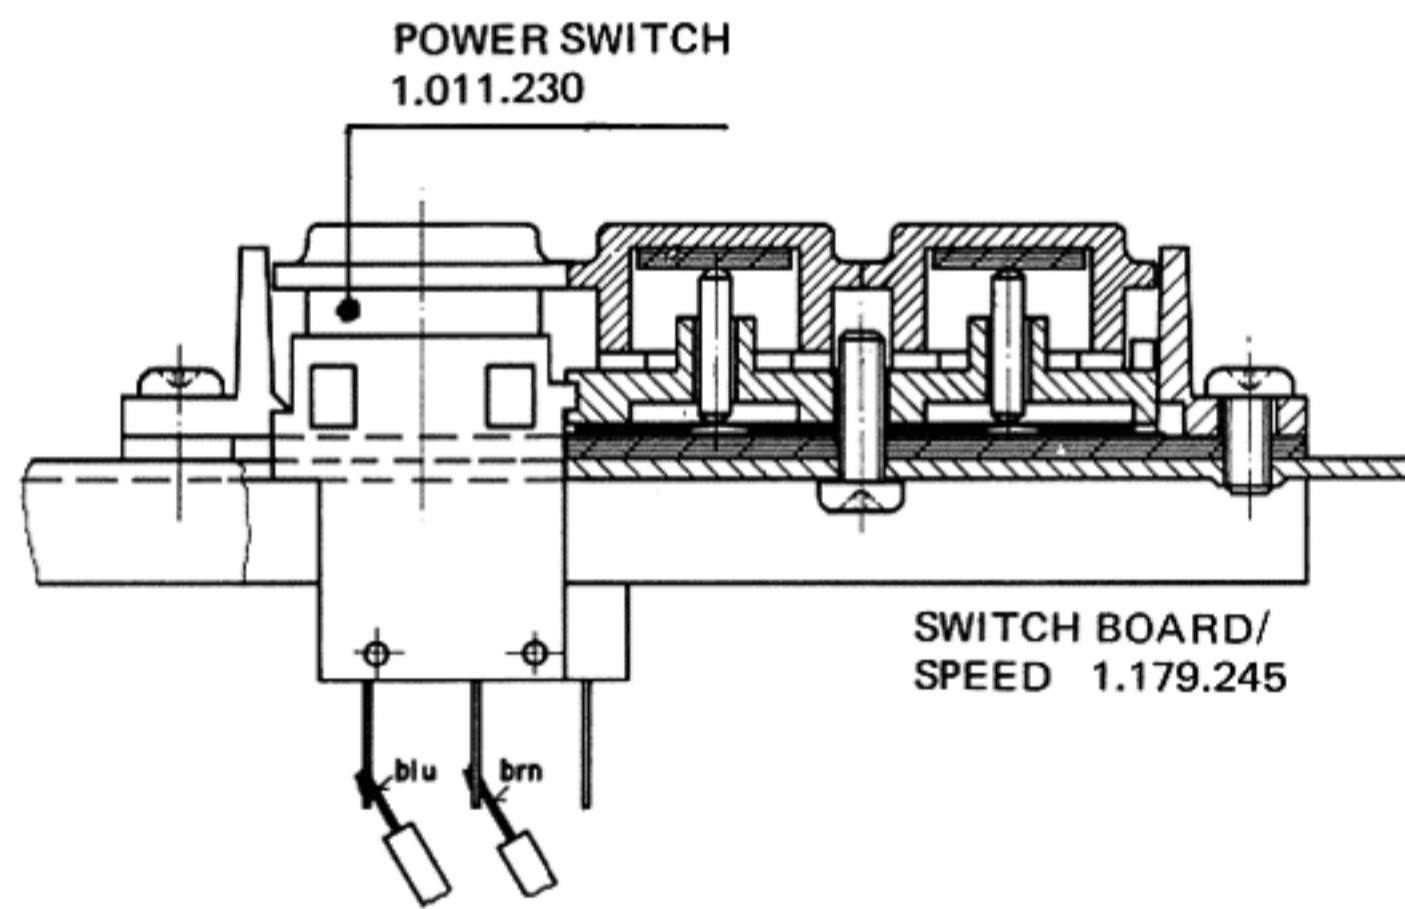 POWER SWITCH
1.011.230
SWITCH BOARD/
SPEED 1.179.245
blu
brn